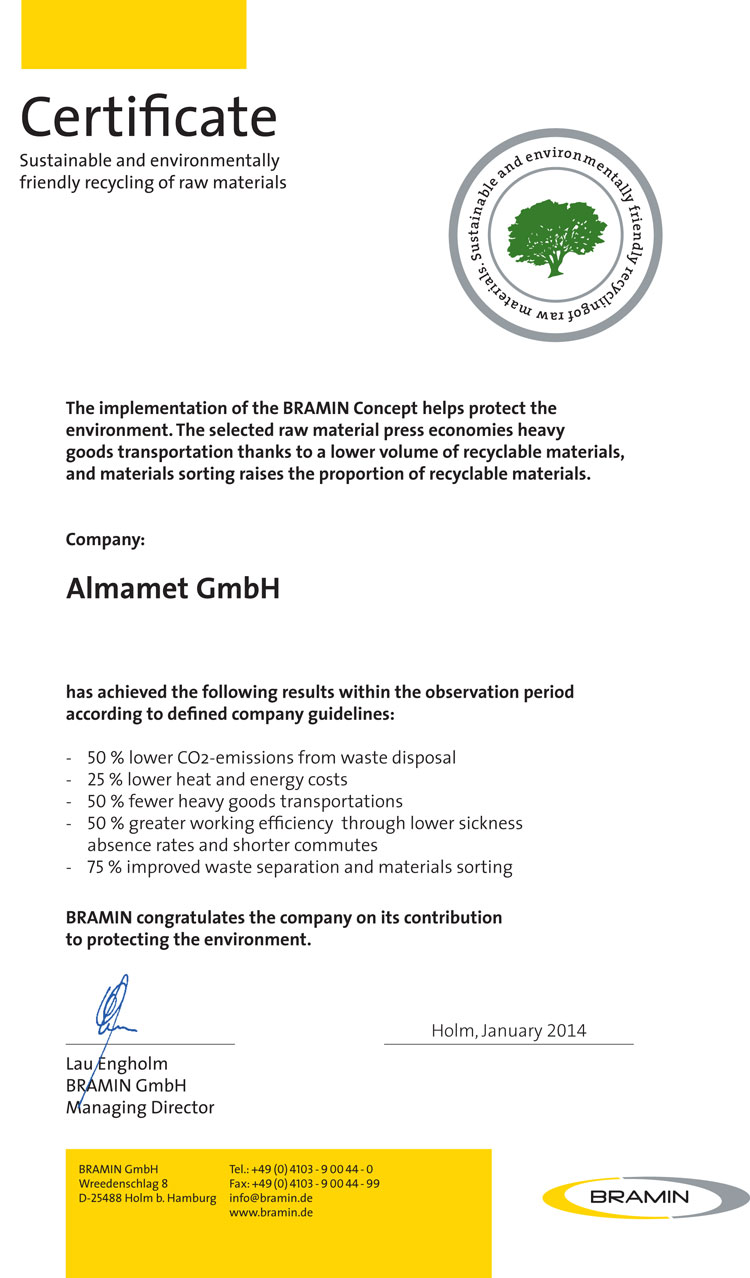 Certificate
Sustainable and environmentally
friendly recycling of raw materials
Sustainable and environmentally friendly recyclingof raw materials.
The implementation of the BRAMIN Concept helps protect the
environment. The selected raw material press economies heavy
goods transportation thanks to a lower volume of recyclable materials,
and materials sorting raises the proportion of recyclable materials.
Company:
Almamet GmbH
has achieved the following results within the observation period
according to defined company guidelines:
- 50 % lower CO2-emissions from waste disposal
- 25 % lower heat and energy costs
- 50 % fewer heavy goods transportations
- 50 % greater working efficiency through lower sickness
absence rates and shorter commutes
- 75 % improved waste separation and materials sorting
BRAMIN congratulates the company on its contribution
to protecting the environment.
Holm, January 2014
Lau Engholm
BRAMIN GmbH
Managing Director
BRAMIN GmbH
Wreedenschlag 8
D-25488 Holm b. Hamburg
Tel.: +49 (0) 4103 - 9 00 44 - 0
Fax: +49 (0) 4103 - 9 00 44 - 99
info@bramin.de
www.bramin.de
BRAMIN